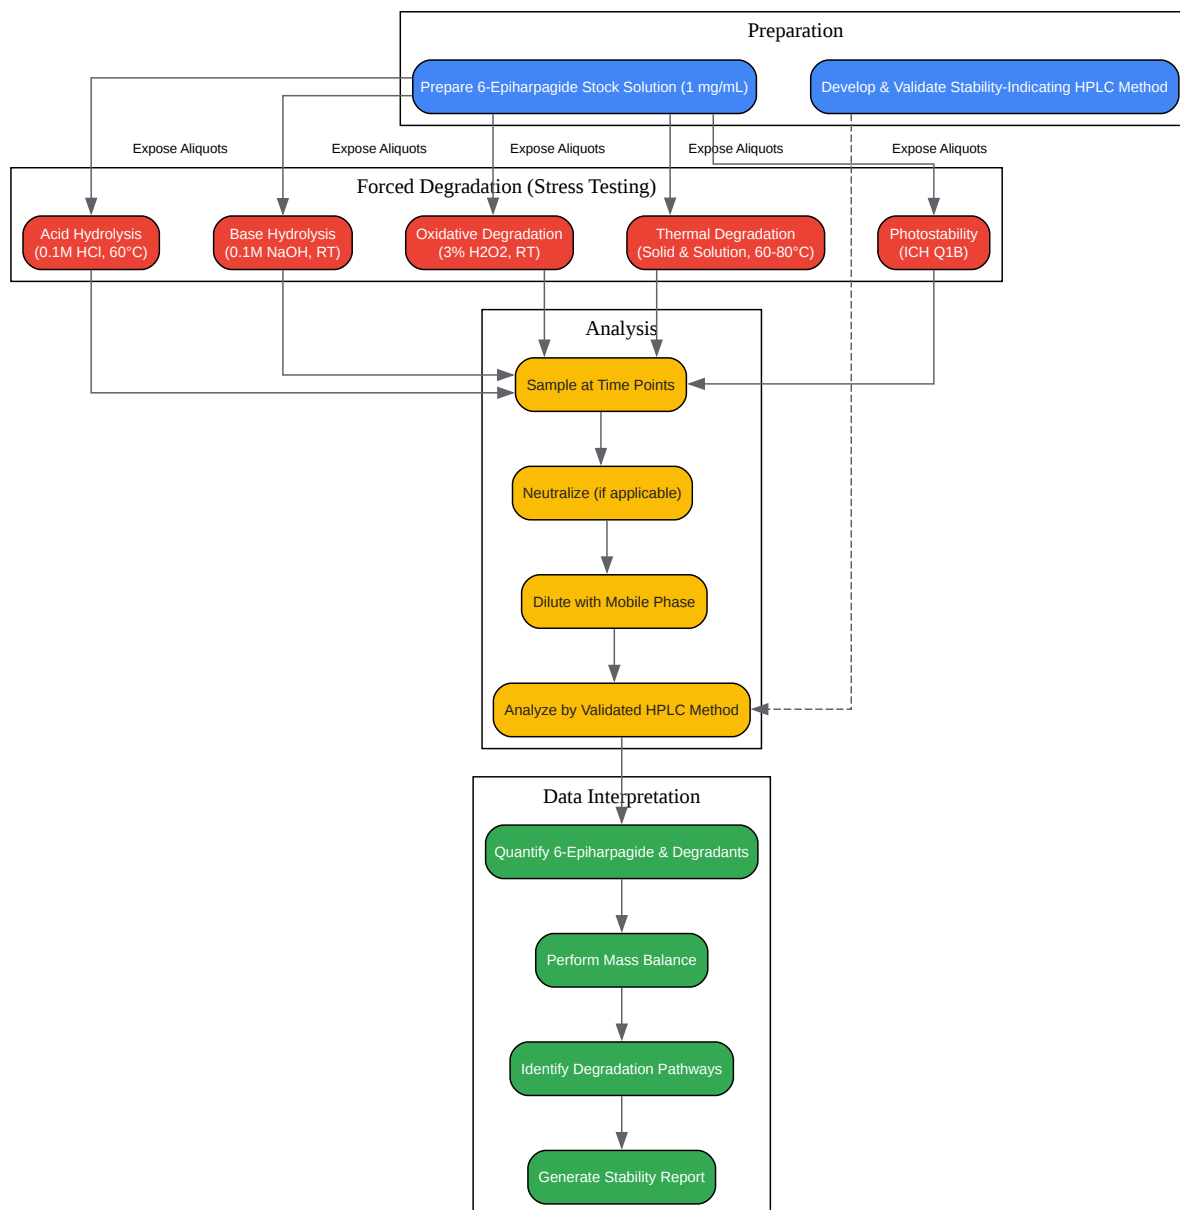 Preparation
Prepare 6-Epiharpagide Stock Solution (1 mg/mL)
Develop & Validate Stability-Indicating HPLC Method
Expose Aliquots
Expose Aliquots
Expose Aliquots
Expose Aliquots
Expose Aliquots
Forced Degradation (Stress Testing)
Acid Hydrolysis
(0.1M HCl, 60°C)
Base Hydrolysis
(0.1M NaOH, RT)
Oxidative Degradation
(3% H2O2, RT)
Thermal Degradation
(Solid & Solution, 60-80°C)
Photostability
(ICH Q1B)
Analysis
Sample at Time Points
Neutralize (if applicable)
Dilute with Mobile Phase
Analyze by Validated HPLC Method
Data Interpretation
Quantify 6-Epiharpagide & Degradants
Perform Mass Balance
Identify Degradation Pathways
Generate Stability Report